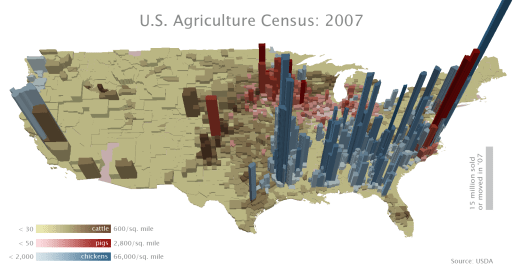 U.S. Agriculture Census: 2007
15 million sold
or moved in '07
< 30 cattle 600/sq. mile
< 50 pigs 2,800/sq. mile
< 2,000 chickens 66,000/sq. mile
Source: USDA